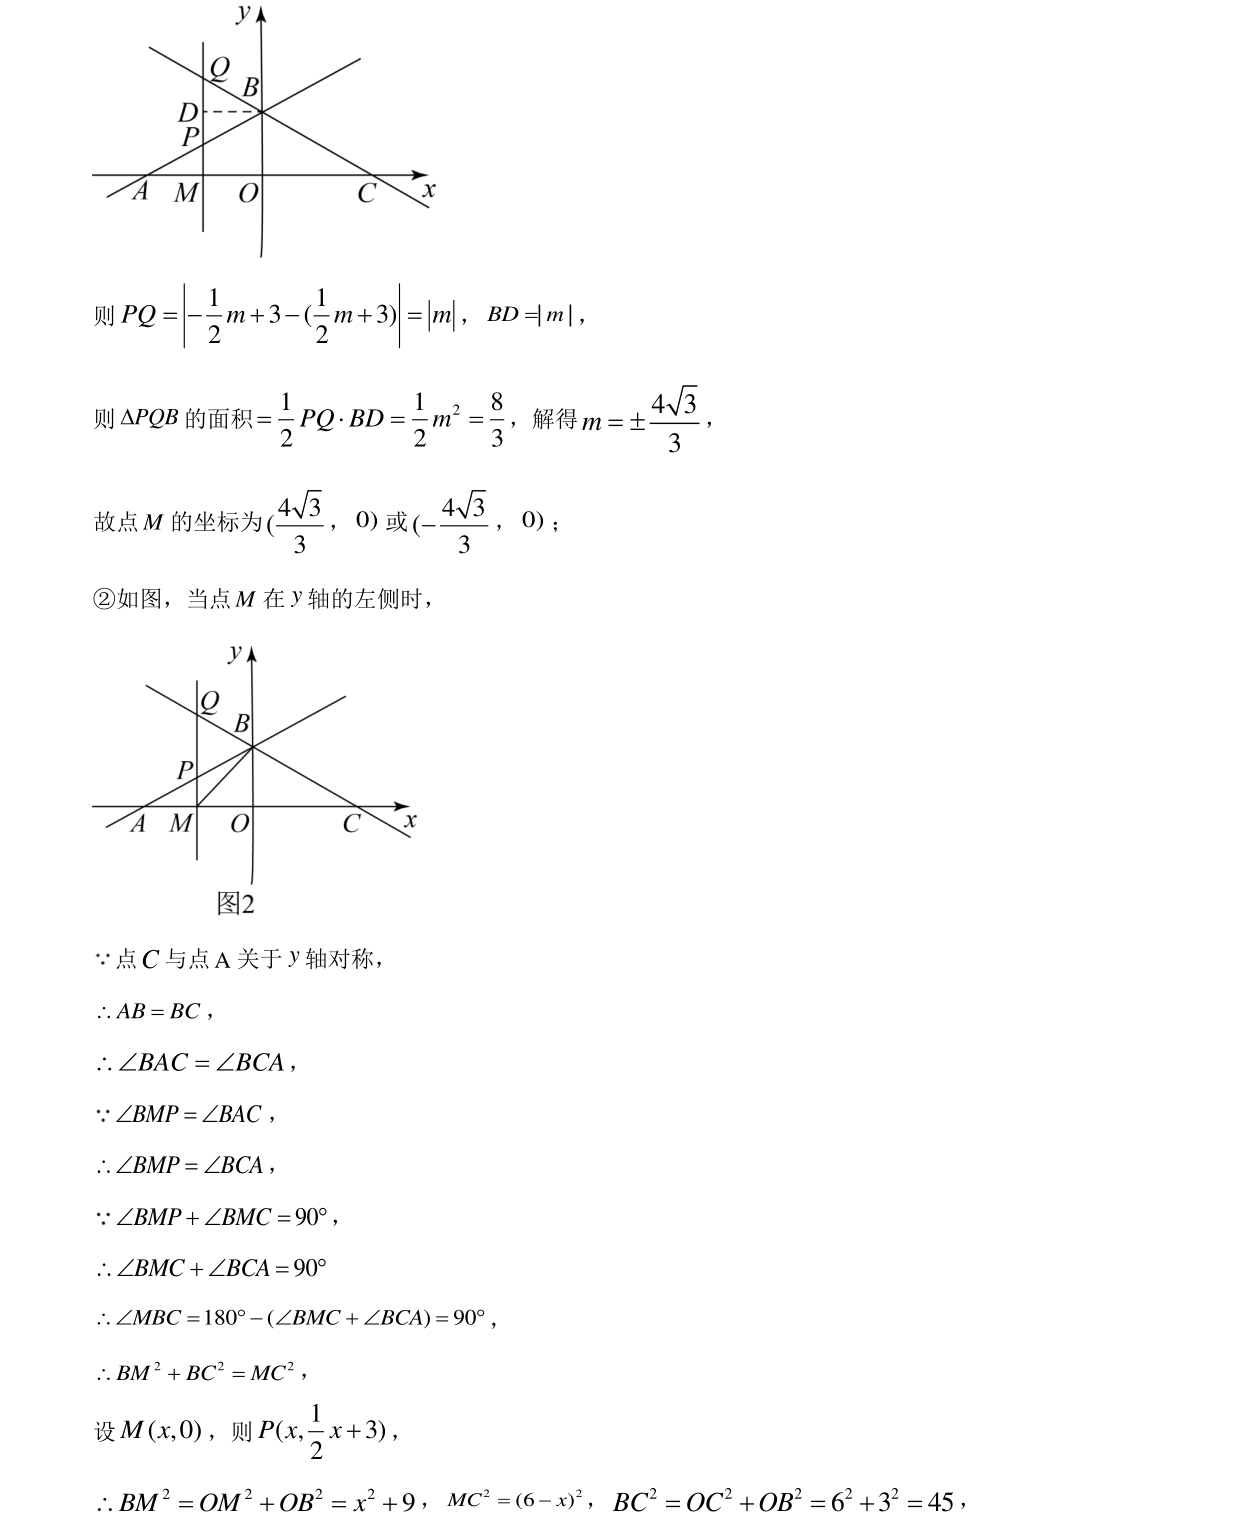 y
Q
B
D
P
A M O C x
则 PQ = |−1/2 m + 3 − (1/2 m + 3)| = |m|，BD = | m |，
则 ΔPQB 的面积 = 1/2 PQ · BD = 1/2 m² = 8/3，解得 m = ± 4√3/3，
故点 M 的坐标为 (4√3/3，0) 或 (− 4√3/3，0)；
②如图，当点 M 在 y 轴的左侧时，
y
Q
B
P
A M O C x
图2
∵点 C 与点 A 关于 y 轴对称，
∴ AB = BC，
∴ ∠BAC = ∠BCA，
∵ ∠BMP = ∠BAC，
∴ ∠BMP = ∠BCA，
∵ ∠BMP + ∠BMC = 90°，
∴ ∠BMC + ∠BCA = 90°
∴ ∠MBC = 180° − (∠BMC + ∠BCA) = 90°，
∴ BM² + BC² = MC²，
设 M (x,0)，则 P(x, 1/2 x + 3)，
∴ BM² = OM² + OB² = x² + 9，MC² = (6 − x)²，BC² = OC² + OB² = 6² + 3² = 45，